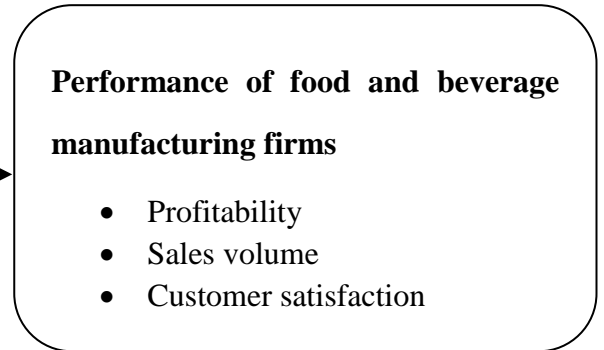 Performance of food and beverage
manufacturing firms
• Profitability
• Sales volume
• Customer satisfaction